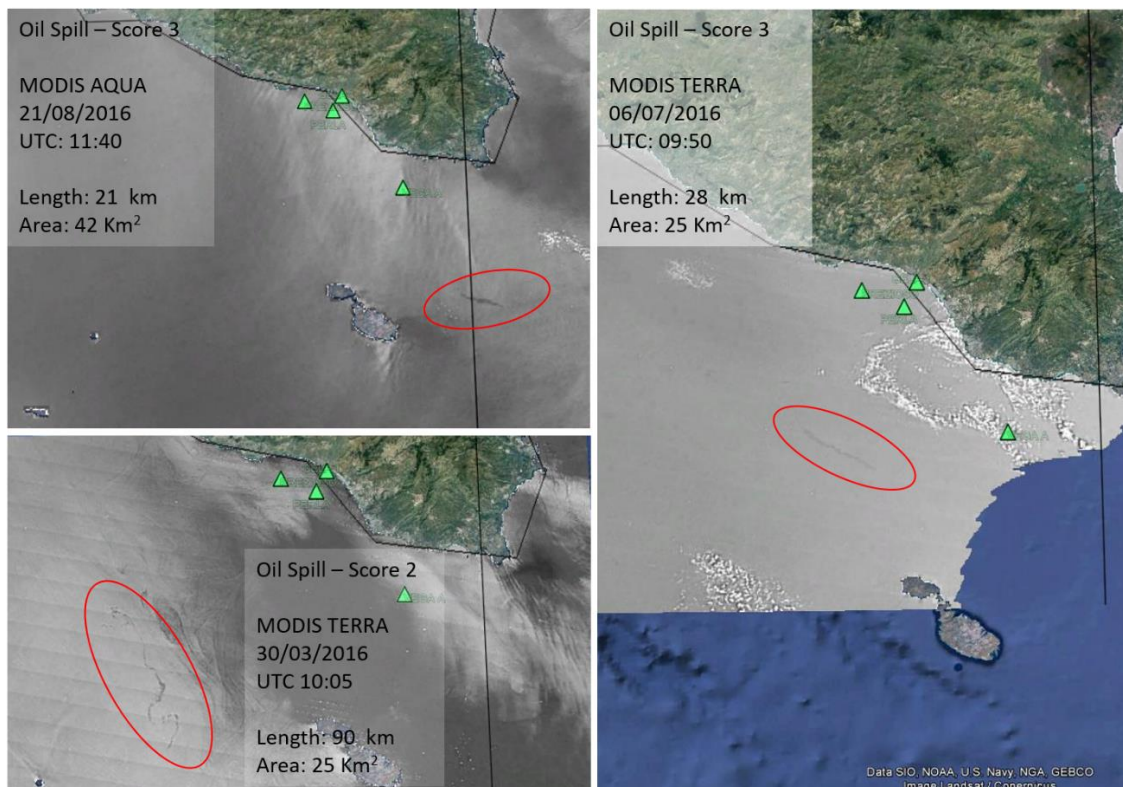 Oil Spill – Score 3
MODIS AQUA
21/08/2016
UTC: 11:40
Length: 21 km
Area: 42 Km²
Oil Spill – Score 2
MODIS TERRA
30/03/2016
UTC 10:05
Length: 90 km
Area: 25 Km²
Oil Spill – Score 3
MODIS TERRA
06/07/2016
UTC: 09:50
Length: 28 km
Area: 25 Km²
Data SIO, NOAA, U.S. Navy, NGA, GEBCO
Image Landsat / Copernicus